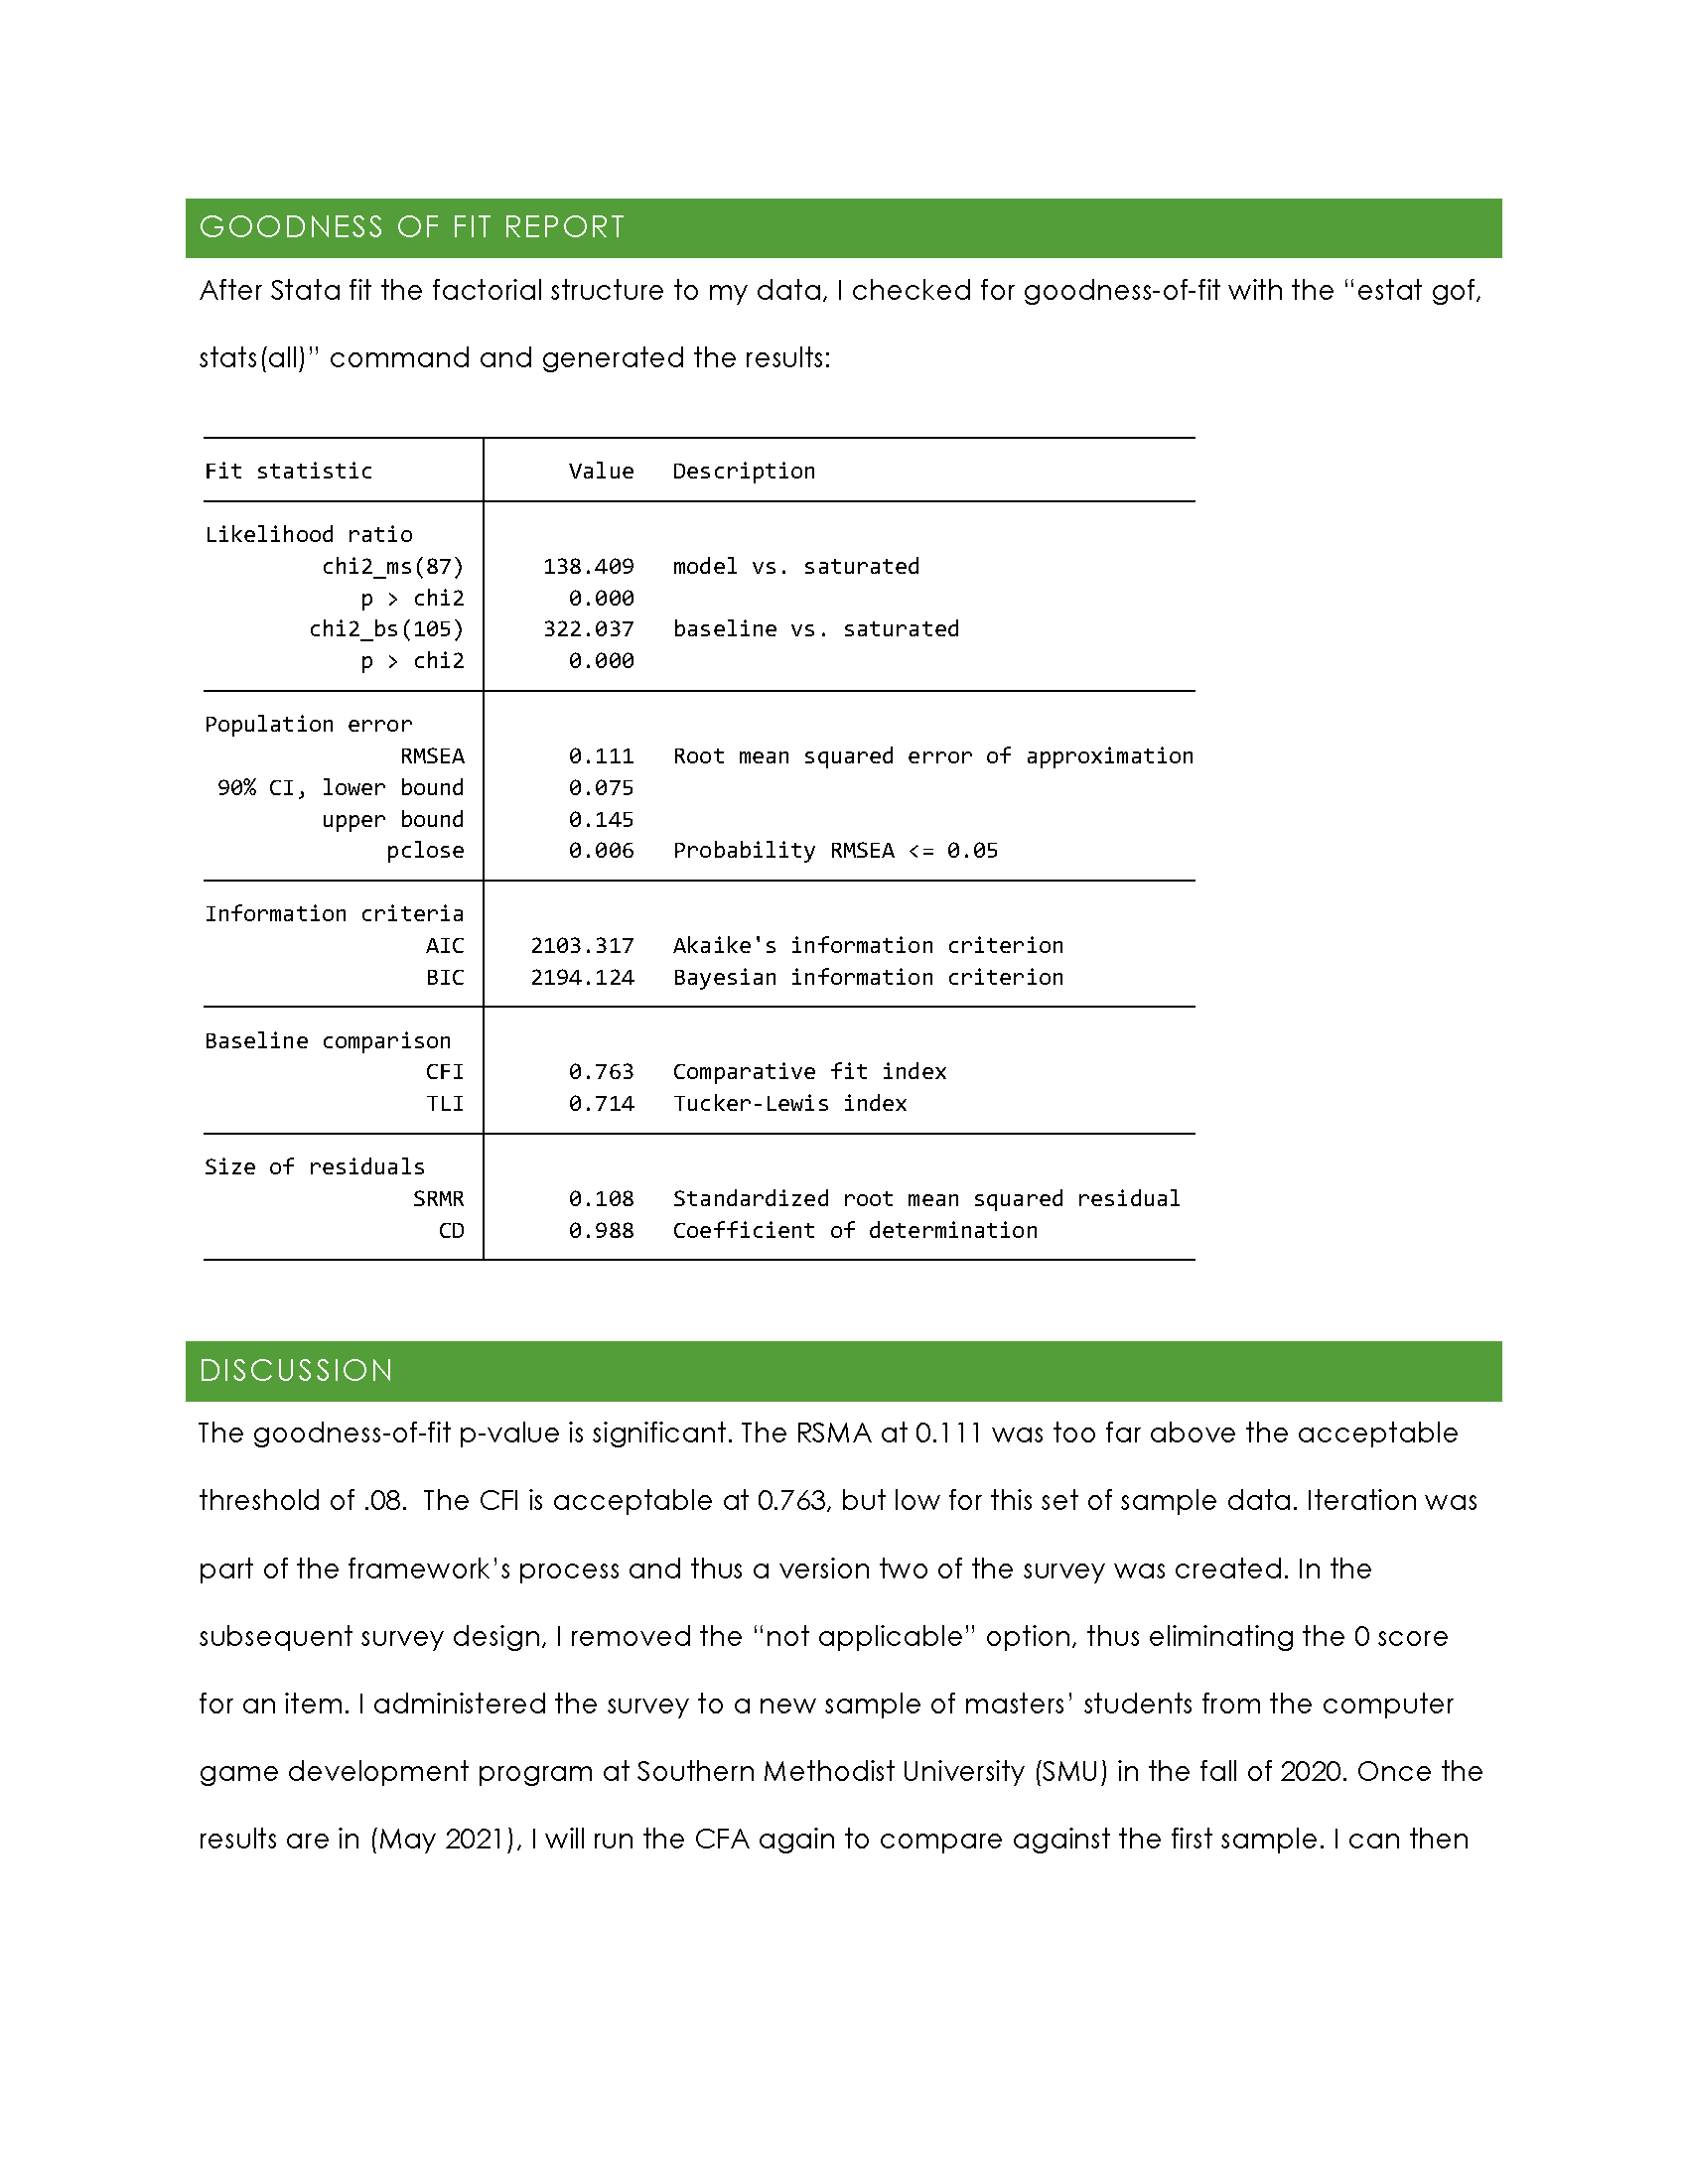 GOODNESS OF FIT REPORT
After Stata fit the factorial structure to my data, I checked for goodness-of-fit with the “estat gof,
stats(all)” command and generated the results:
Fit statistic Value Description
Likelihood ratio
chi2_ms(87) 138.409 model vs. saturated
p > chi2 0.000
chi2_bs(105) 322.037 baseline vs. saturated
p > chi2 0.000
Population error
RMSEA 0.111 Root mean squared error of approximation
90% CI, lower bound 0.075
upper bound 0.145
pclose 0.006 Probability RMSEA <= 0.05
Information criteria
AIC 2103.317 Akaike's information criterion
BIC 2194.124 Bayesian information criterion
Baseline comparison
CFI 0.763 Comparative fit index
TLI 0.714 Tucker-Lewis index
Size of residuals
SRMR 0.108 Standardized root mean squared residual
CD 0.988 Coefficient of determination
DISCUSSION
The goodness-of-fit p-value is significant. The RSMA at 0.111 was too far above the acceptable
threshold of .08.  The CFI is acceptable at 0.763, but low for this set of sample data. Iteration was
part of the framework’s process and thus a version two of the survey was created. In the
subsequent survey design, I removed the “not applicable” option, thus eliminating the 0 score
for an item. I administered the survey to a new sample of masters’ students from the computer
game development program at Southern Methodist University (SMU) in the fall of 2020. Once the
results are in (May 2021), I will run the CFA again to compare against the first sample. I can then